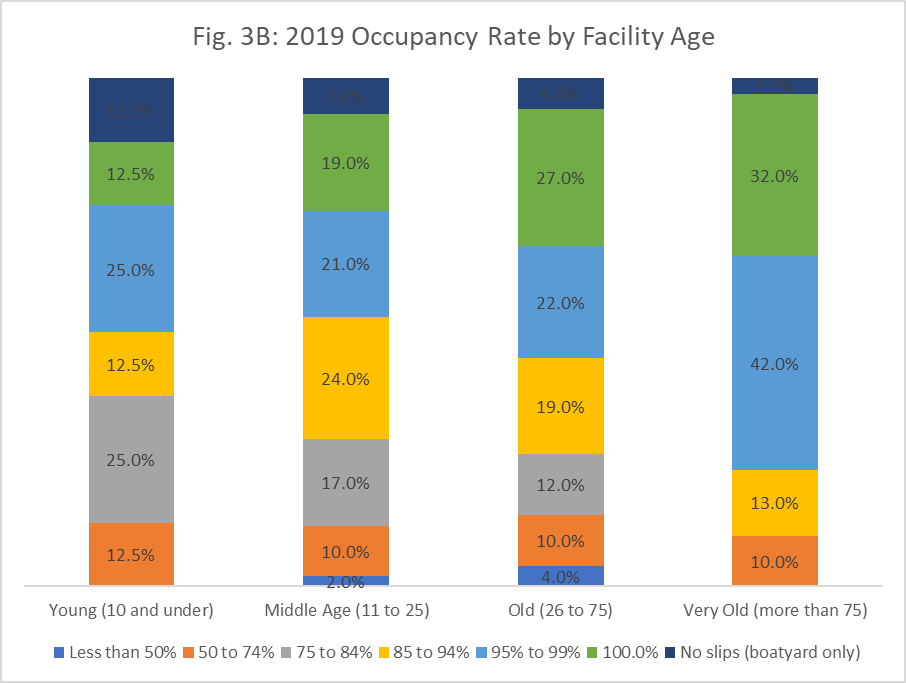 Fig. 3B: 2019 Occupancy Rate by Facility Age
12.5%
12.5% 19.0% 27.0% 32.0%
25.0% 21.0% 22.0% 42.0%
12.5% 24.0% 19.0% 13.0%
25.0% 17.0% 12.0%
12.5% 10.0% 10.0% 10.0%
2.0% 4.0%
Young (10 and under) Middle Age (11 to 25) Old (26 to 75) Very Old (more than 75)
Less than 50% 50 to 74% 75 to 84% 85 to 94% 95% to 99% 100.0% No slips (boatyard only)